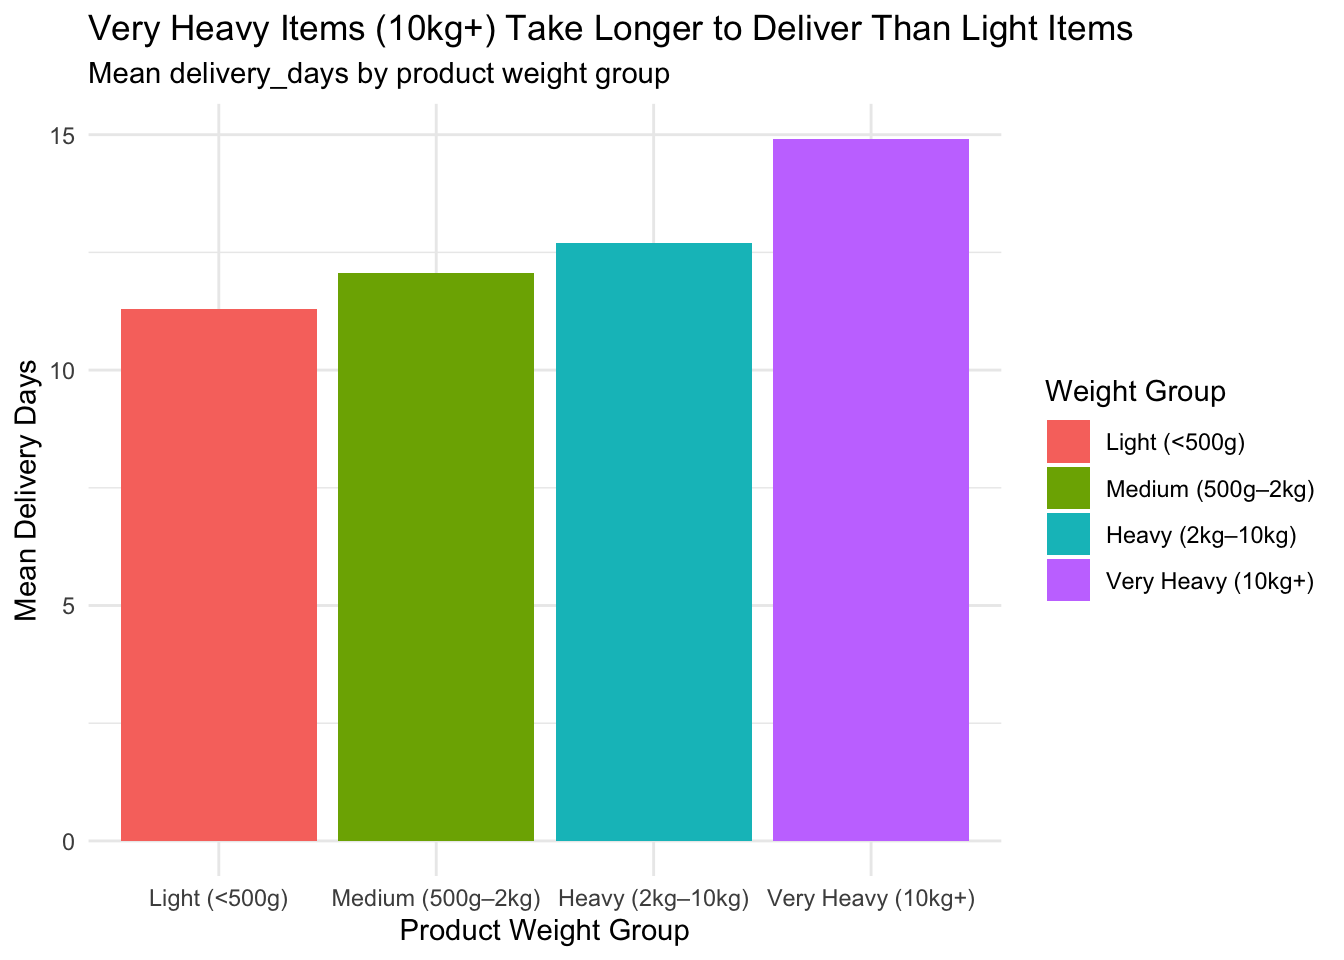 Very Heavy Items (10kg+) Take Longer to Deliver Than Light Items
Mean delivery_days by product weight group
15
10
5
0
Mean Delivery Days
Light (<500g)
Medium (500g–2kg)
Heavy (2kg–10kg)
Very Heavy (10kg+)
Product Weight Group
Weight Group
Light (<500g)
Medium (500g–2kg)
Heavy (2kg–10kg)
Very Heavy (10kg+)